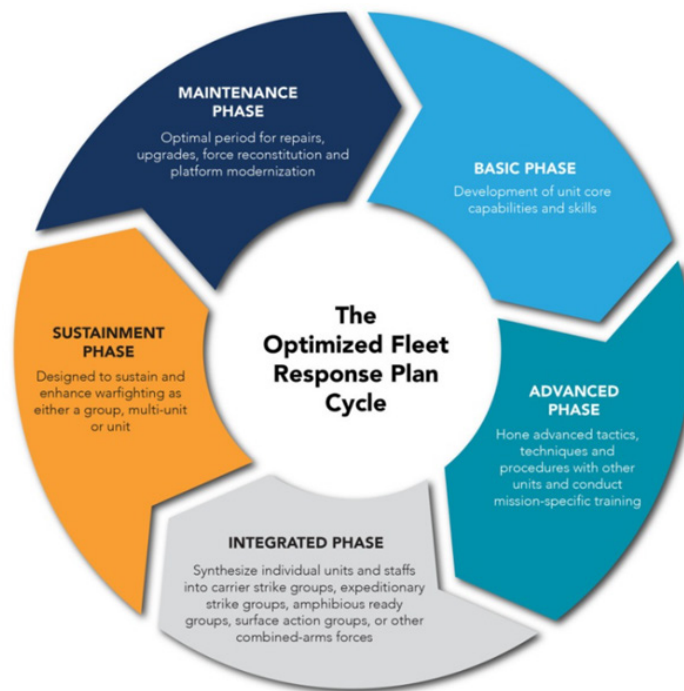 MAINTENANCE
PHASE
Optimal period for repairs,
upgrades, force reconstitution and
platform modernization
BASIC PHASE
Development of unit core
capabilities and skills
The
Optimized Fleet
Response Plan
Cycle
SUSTAINMENT
PHASE
Designed to sustain and
enhance warfighting as
either a group, multi-unit
or unit
ADVANCED
PHASE
Hone advanced tactics,
techniques and
procedures with other
units and conduct
mission-specific training
INTEGRATED PHASE
Synthesize individual units and staffs
into carrier strike groups, expeditionary
strike groups, amphibious ready
groups, surface action groups, or other
combined-arms forces